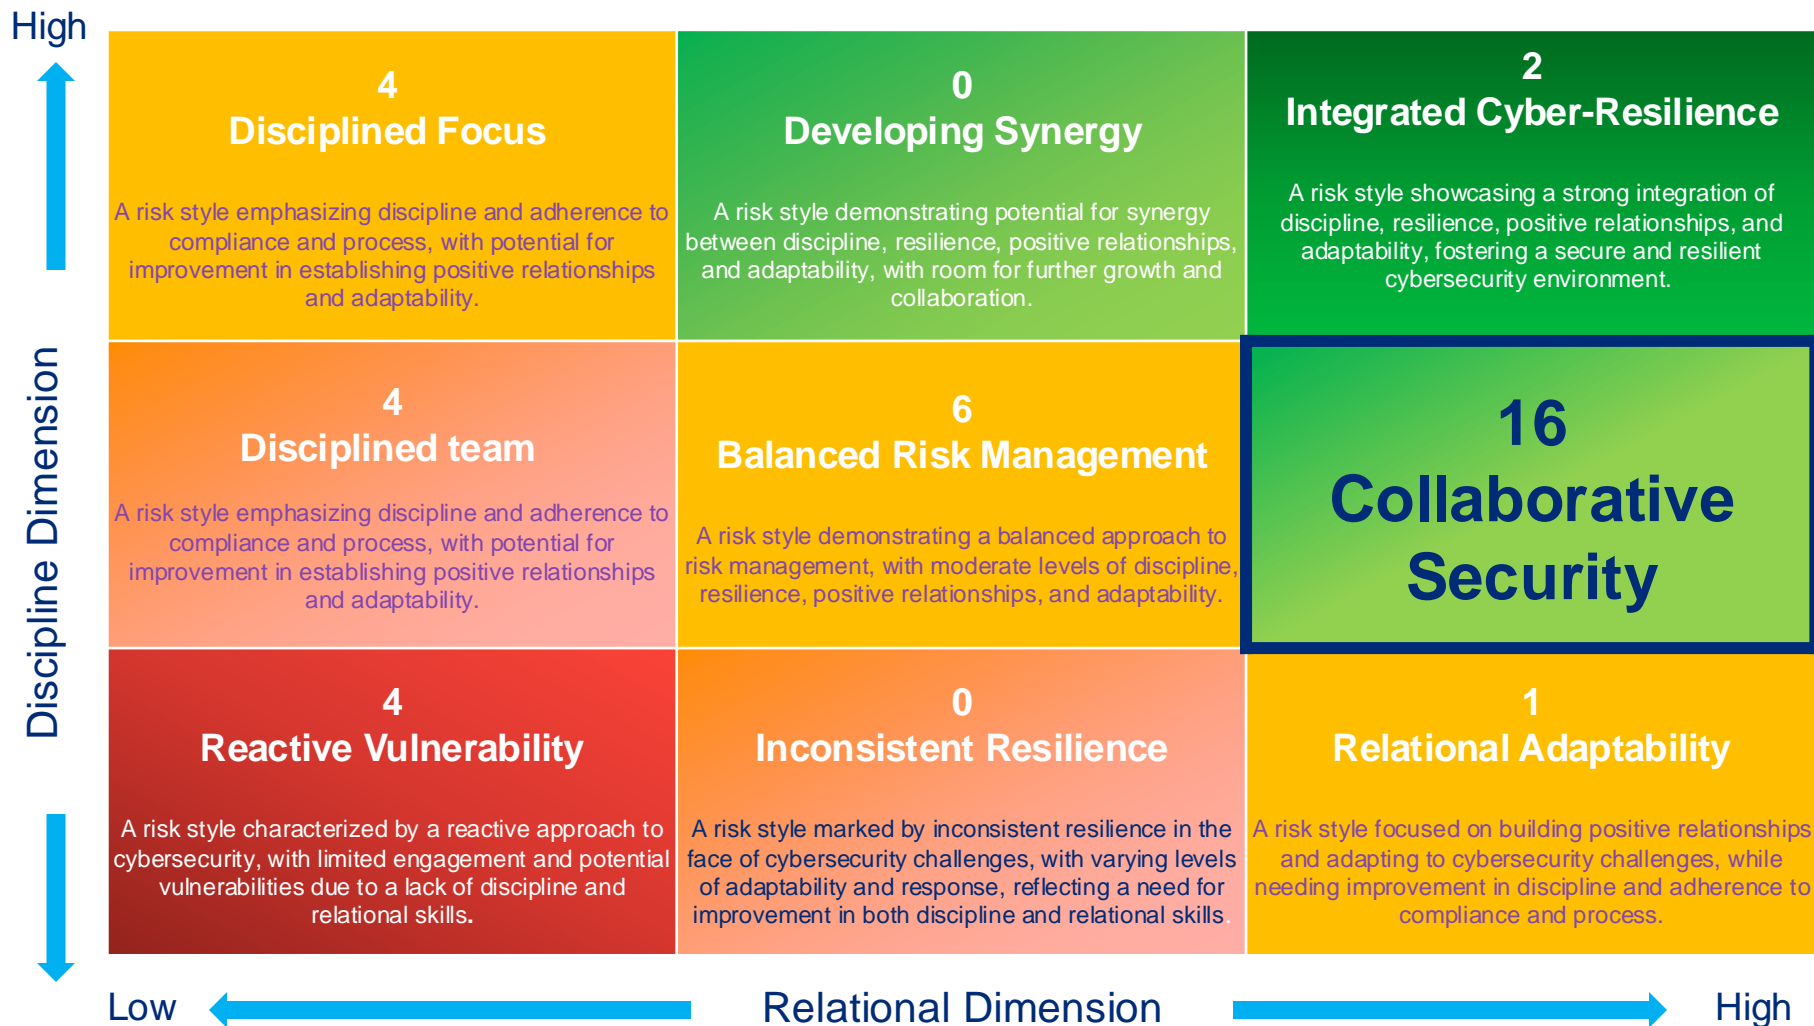 High
4
Disciplined Focus
A risk style emphasizing discipline and adherence to
compliance and process, with potential for
improvement in establishing positive relationships
and adaptability.
0
Developing Synergy
A risk style demonstrating potential for synergy
between discipline, resilience, positive relationships,
and adaptability, with room for further growth and
collaboration.
2
Integrated Cyber-Resilience
A risk style showcasing a strong integration of
discipline, resilience, positive relationships, and
adaptability, fostering a secure and resilient
cybersecurity environment.
Discipline Dimension
4
Disciplined team
A risk style emphasizing discipline and adherence to
compliance and process, with potential for
improvement in establishing positive relationships
and adaptability.
6
Balanced Risk Management
A risk style demonstrating a balanced approach to
risk management, with moderate levels of discipline,
resilience, positive relationships, and adaptability.
16
Collaborative
Security
4
Reactive Vulnerability
A risk style characterized by a reactive approach to
cybersecurity, with limited engagement and potential
vulnerabilities due to a lack of discipline and
relational skills.
0
Inconsistent Resilience
A risk style marked by inconsistent resilience in the
face of cybersecurity challenges, with varying levels
of adaptability and response, reflecting a need for
improvement in both discipline and relational skills.
1
Relational Adaptability
A risk style focused on building positive relationships
and adapting to cybersecurity challenges, while
needing improvement in discipline and adherence to
compliance and process.
Low
Relational Dimension
High